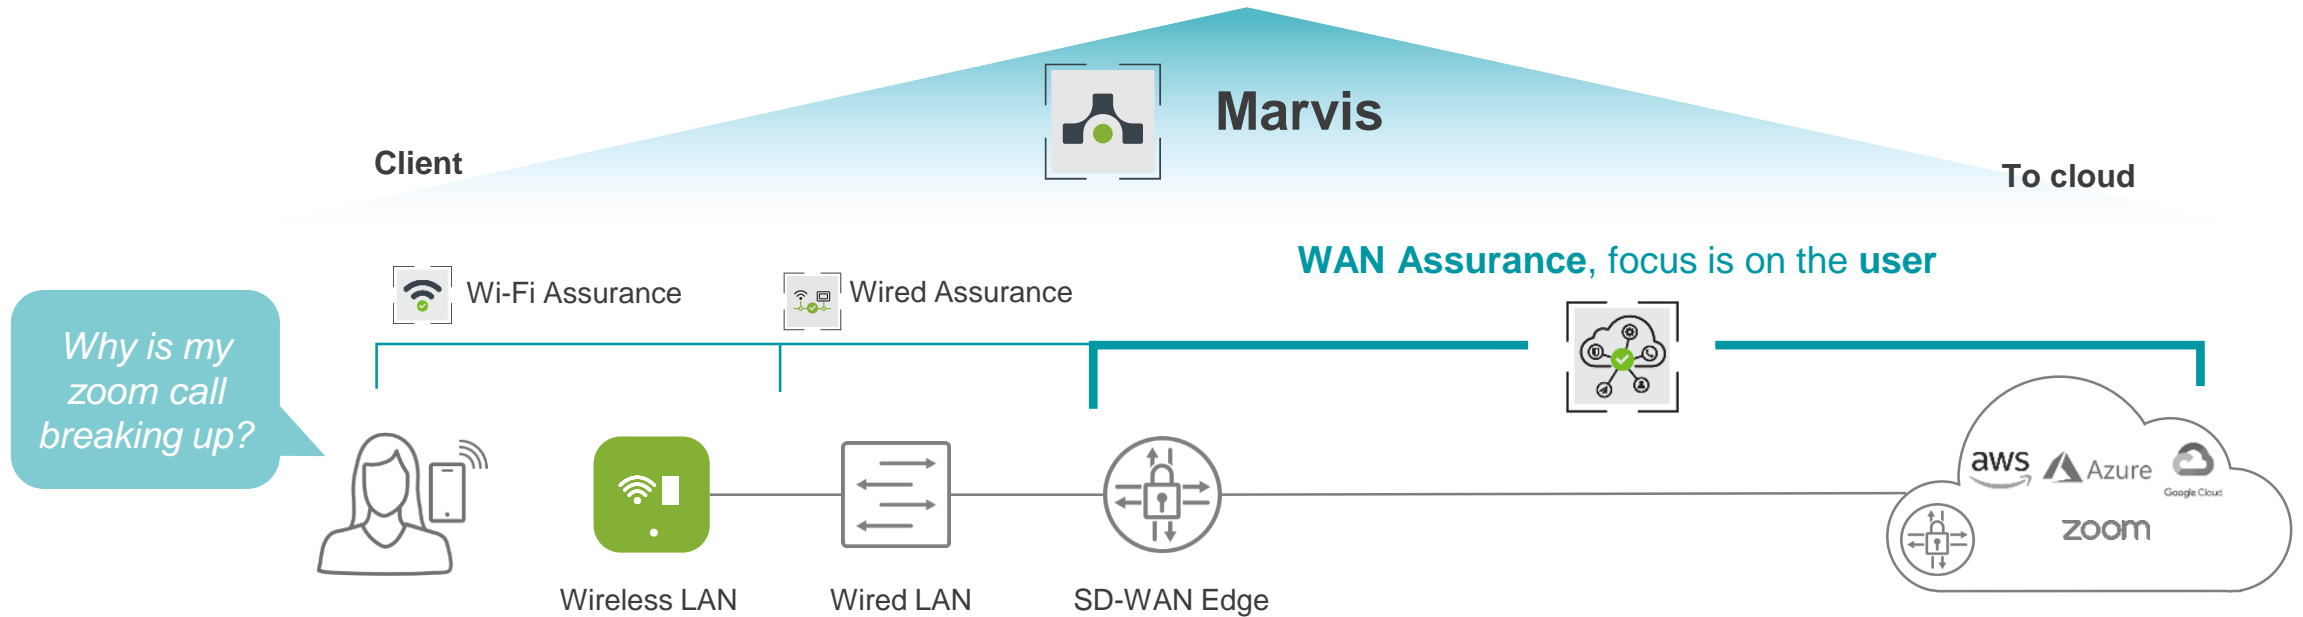 Marvis
Client
To cloud
WAN Assurance, focus is on the user
Wi-Fi Assurance
Wired Assurance
Why is my
zoom call
breaking up?
aws
Azure
Google Cloud
zoom
Wireless LAN
Wired LAN
SD-WAN Edge